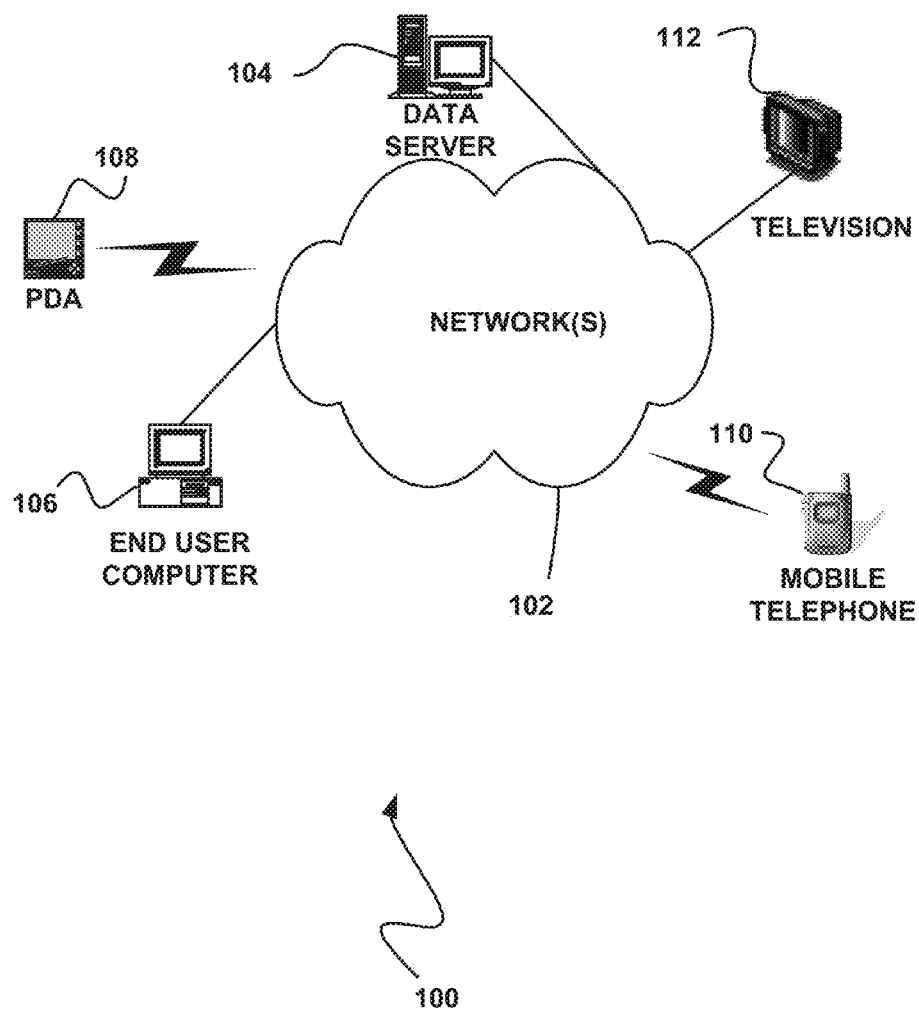 104
DATA
SERVER
112
TELEVISION
108
PDA
NETWORK(S)
106
END USER
COMPUTER
110
MOBILE
TELEPHONE
102
100